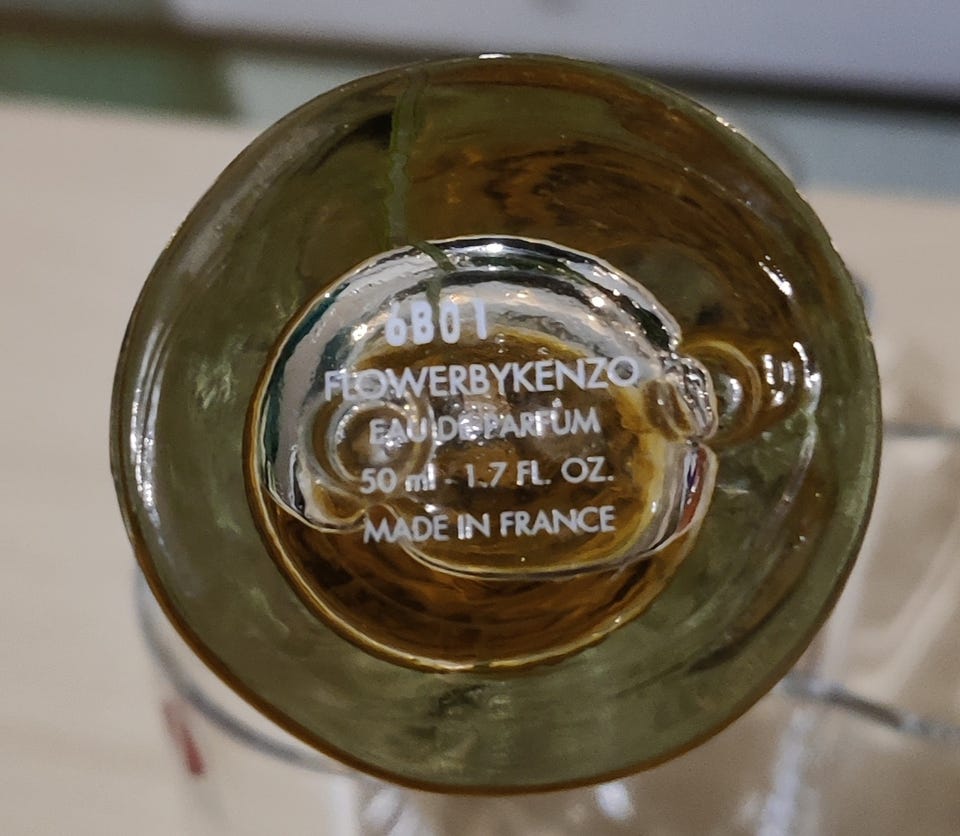 6B01
FLOWERBYKENZO
EAU DE PARFUM
50 ml - 1.7 FL. OZ.
MADE IN FRANCE